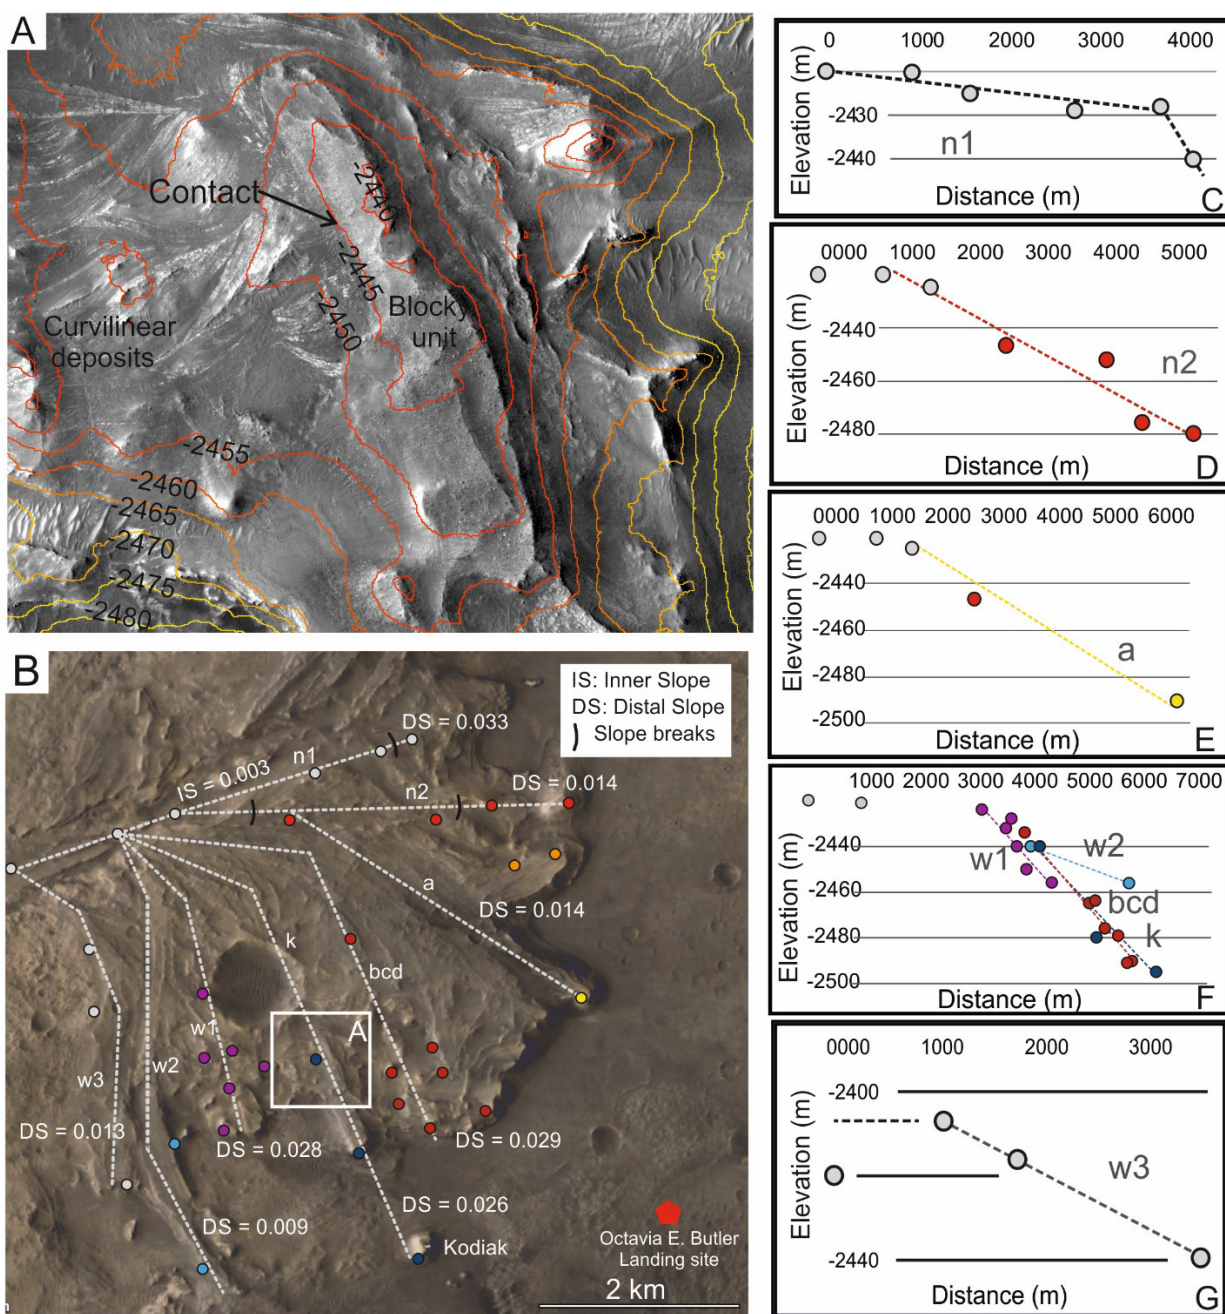 A
Contact
-2440
-2445
-2450
Blocky
unit
Curvilinear
deposits
-2455
-2460
-2465
-2470
-2475
-2480
B
IS: Inner Slope
DS: Distal Slope
Slope breaks
DS = 0.033
n1
IS = 0.003
n2
DS = 0.014
a
DS = 0.014
k
bcd
A
w1
w2
w3
DS = 0.013
DS = 0.028
DS = 0.029
DS = 0.026
DS = 0.009
Kodiak
Octavia E. Butler
Landing site
2 km
0 1000 2000 3000 4000
Elevation (m)
-2430
n1
-2440
Distance (m)
C
0000 1000 2000 3000 4000 5000
Elevation (m)
-2440
n2
-2460
-2480
Distance (m)
D
0000 1000 2000 3000 4000 5000 6000
Elevation (m)
-2440
-2460
a
-2480
-2500
Distance (m)
E
1000 2000 3000 4000 5000 6000 7000
Elevation (m)
-2440
w1
w2
-2460
bcd
-2480
k
-2500
Distance (m)
F
0000 1000 2000 3000
Elevation (m)
-2400
w3
-2440
Distance (m)
G